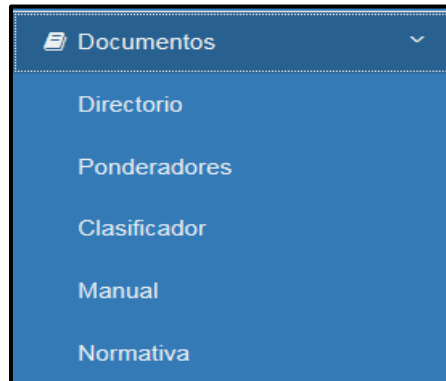 Documentos
Directorio
Ponderadores
Clasificador
Manual
Normativa